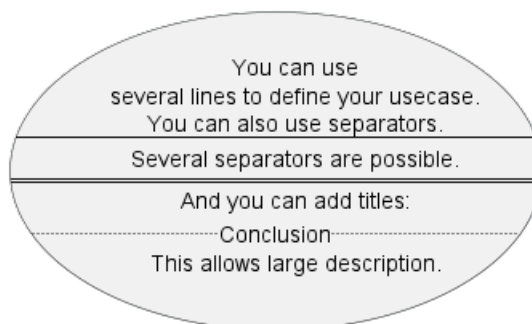 You can use
several lines to define your usecase.
You can also use separators.
Several separators are possible.
And you can add titles:
Conclusion
This allows large description.